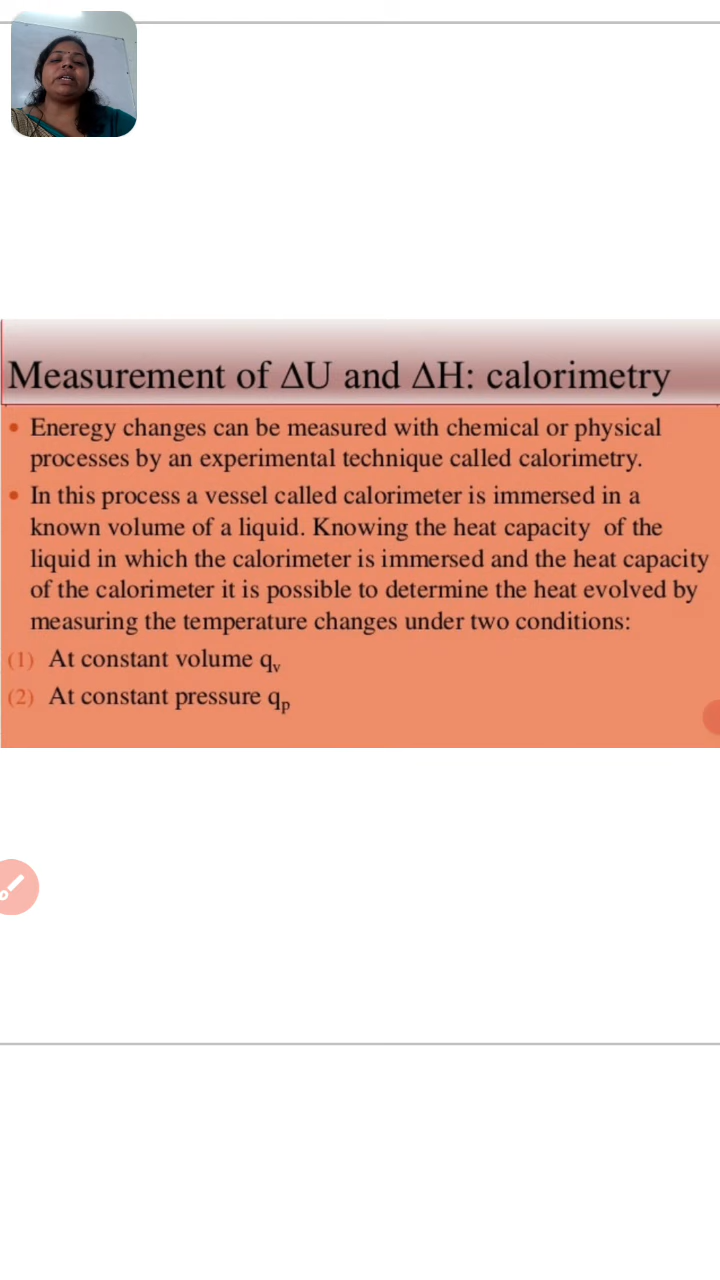 Measurement of ΔU and ΔH: calorimetry
• Eneregy changes can be measured with chemical or physical
processes by an experimental technique called calorimetry.
• In this process a vessel called calorimeter is immersed in a
known volume of a liquid. Knowing the heat capacity of the
liquid in which the calorimeter is immersed and the heat capacity
of the calorimeter it is possible to determine the heat evolved by
measuring the temperature changes under two conditions:
(1) At constant volume qᵥ
(2) At constant pressure qₚ